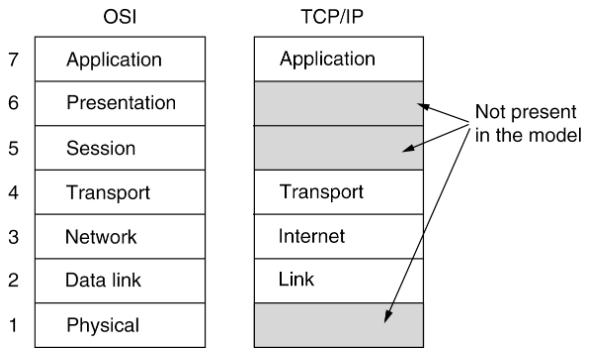 OSI TCP/IP
7 Application Application
6 Presentation
5 Session
Not present
in the model
4 Transport Transport
3 Network Internet
2 Data link Link
1 Physical